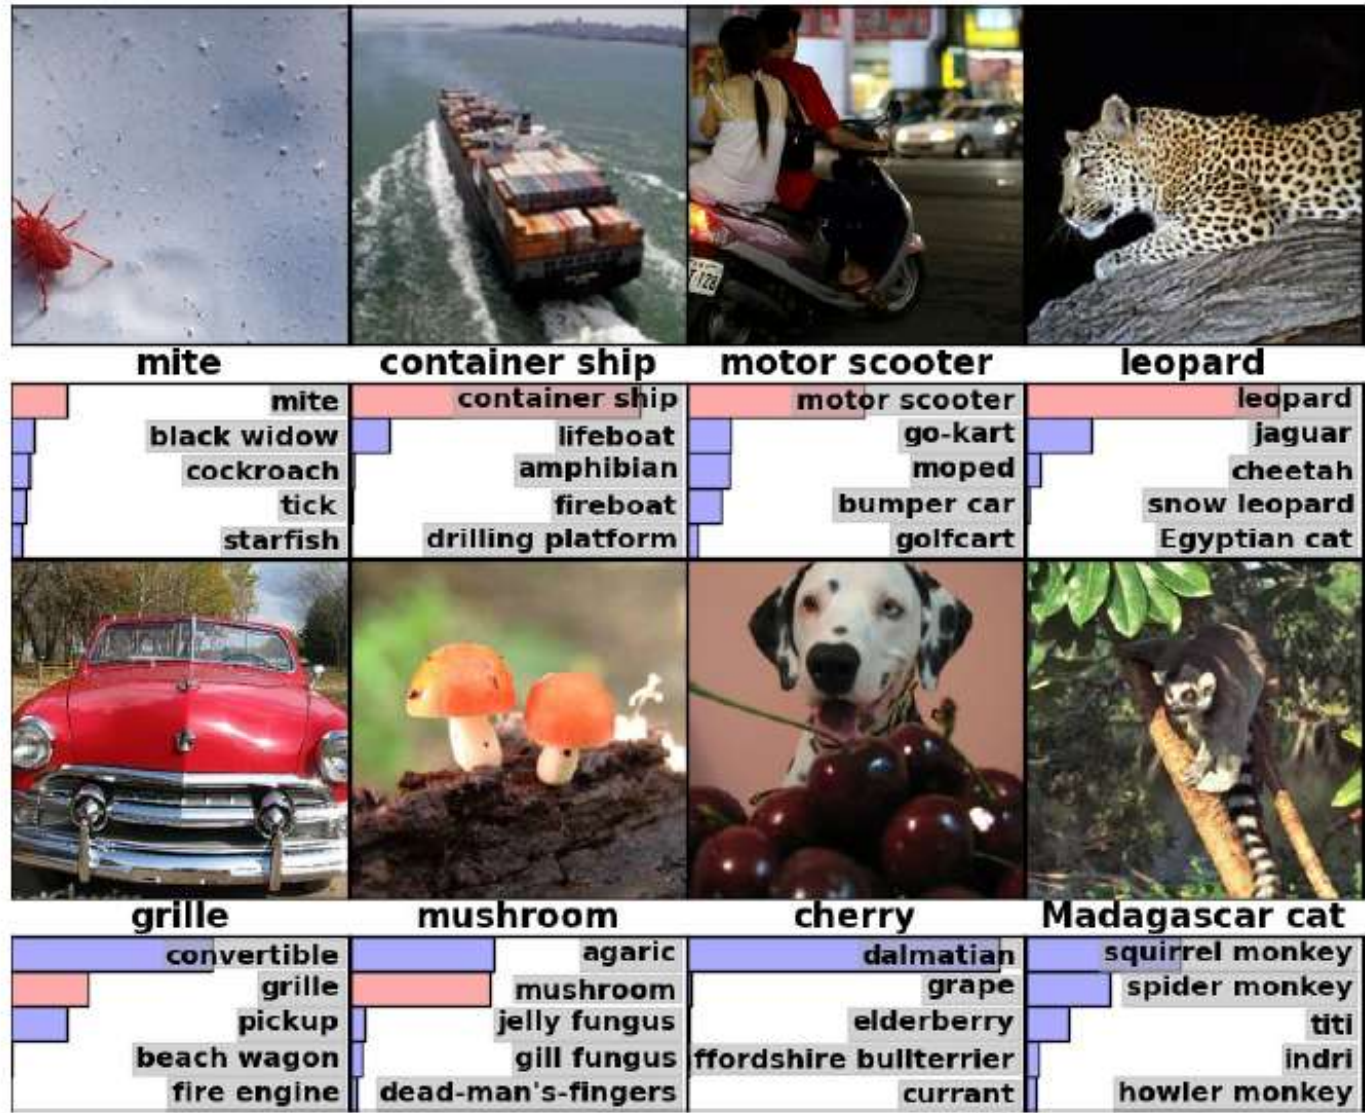 T-128
mite
container ship
motor scooter
leopard
mite
black widow
cockroach
tick
starfish
container ship
lifeboat
amphibian
fireboat
drilling platform
motor scooter
go-kart
moped
bumper car
golfcart
leopard
jaguar
cheetah
snow leopard
Egyptian cat
grille
mushroom
cherry
Madagascar cat
convertible
grille
pickup
beach wagon
fire engine
agaric
mushroom
jelly fungus
gill fungus
dead-man's-fingers
dalmatian
grape
elderberry
ffordshire bullterrier
currant
squirrel monkey
spider monkey
titi
indri
howler monkey